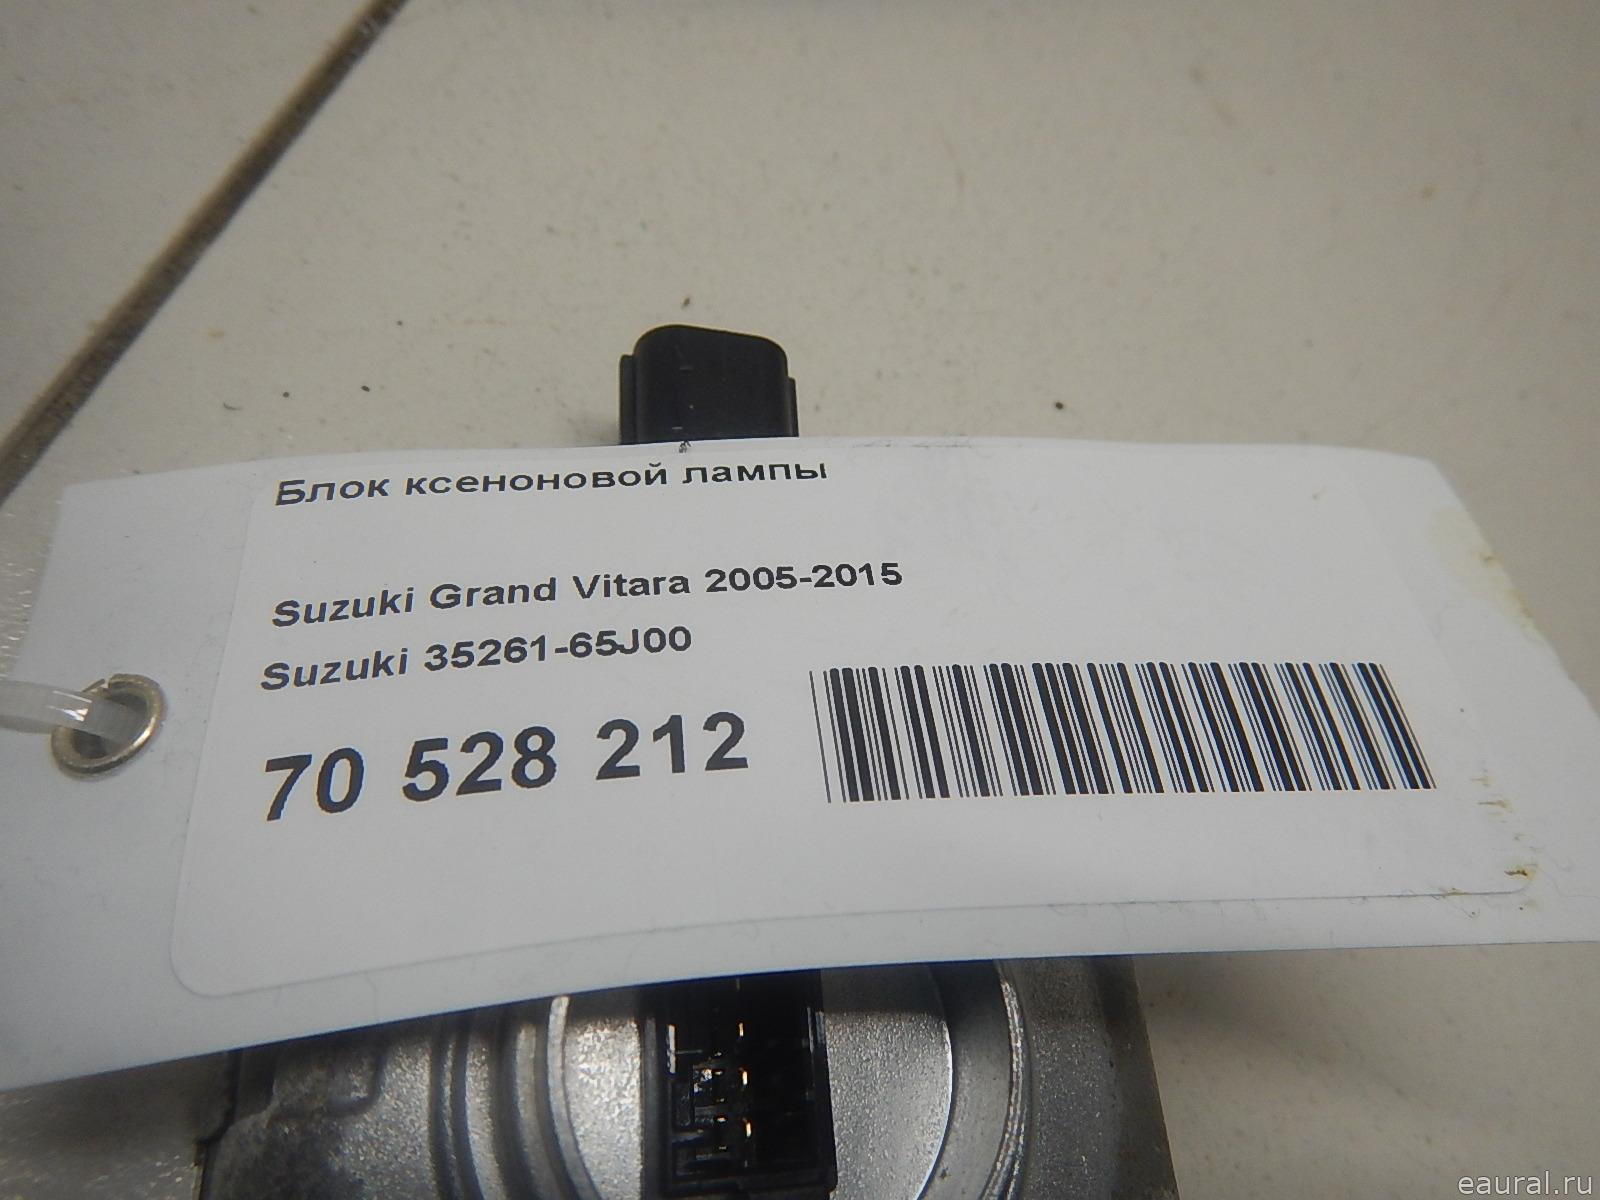 Блок ксеноновой лампы
Suzuki Grand Vitara 2005-2015
Suzuki 35261-65J00
70 528 212
eaural.ru